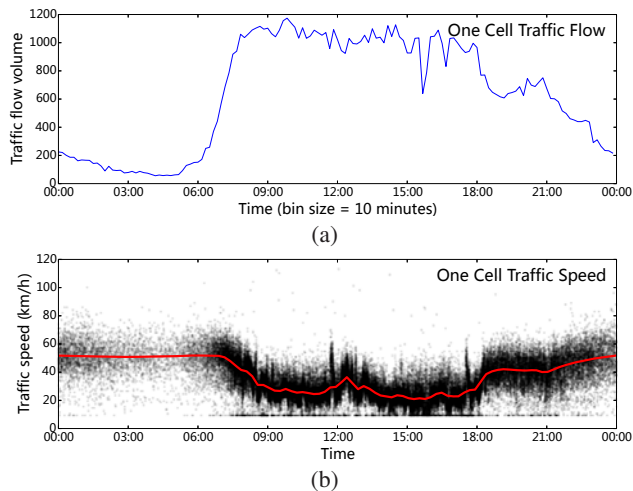 1200
One Cell Traffic Flow
1000
800
600
400
200
0
Traffic flow volume
00:00 03:00 06:00 09:00 12:00 15:00 18:00 21:00 00:00
Time (bin size = 10 minutes)
(a)
120
One Cell Traffic Speed
100
80
60
40
20
0
Traffic speed (km/h)
00:00 03:00 06:00 09:00 12:00 15:00 18:00 21:00 00:00
Time
(b)